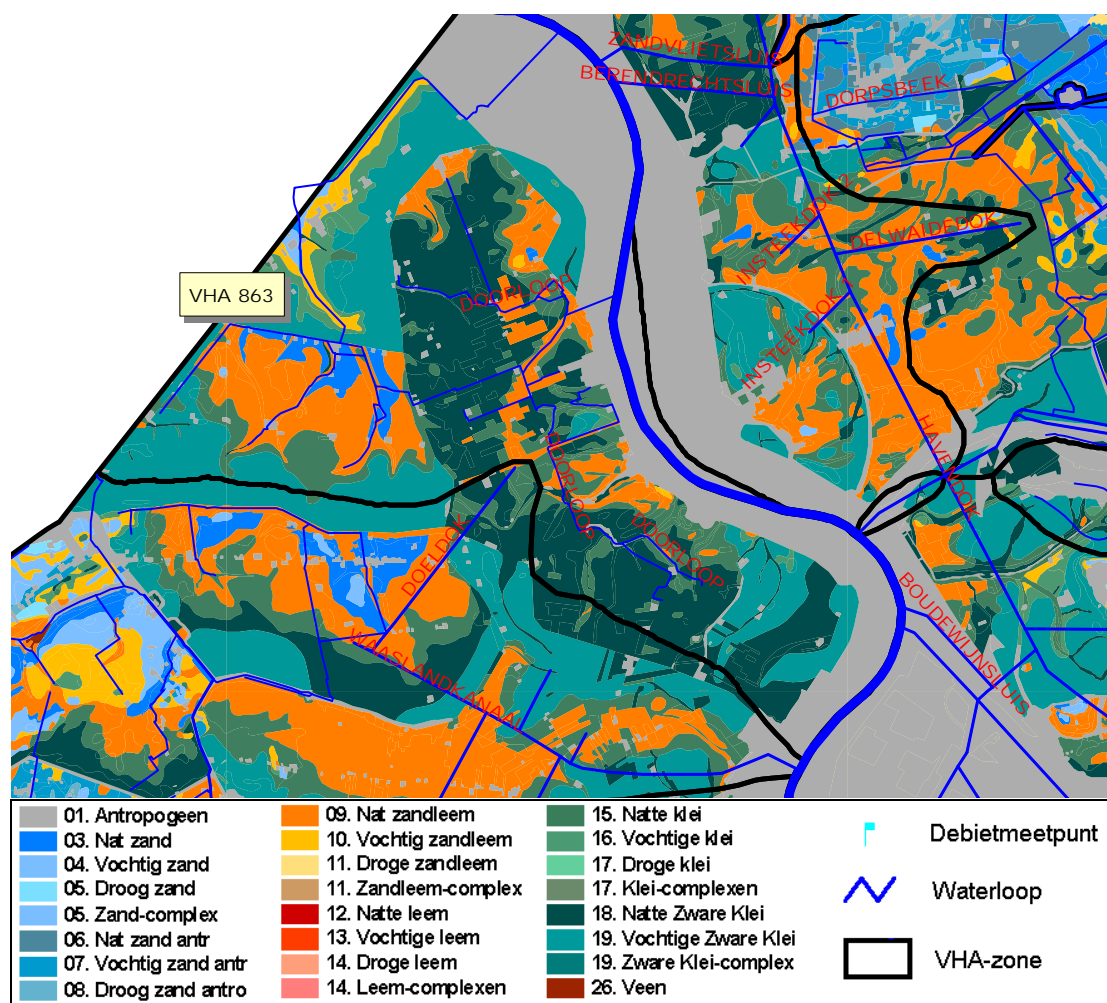 ZANDVLIETSLUIS
BERENDRECHTSLUIS
DORPSBEEK
INSTEEKDOK 2
DELWAIDEDOK
VHA 863
DOORLOOP
INSTEEKDOK
HAVENDOK
DOORLOOP
DOELDOK
DOORLOOP
BOUDEWIJNSLUIS
WAASLANDKANAAL
01. Antropogeen
03. Nat zand
04. Vochtig zand
05. Droog zand
05. Zand-complex
06. Nat zand antr
07. Vochtig zand antr
08. Droog zand antro
09. Nat zandleem
10. Vochtig zandleem
11. Droge zandleem
11. Zandleem-complex
12. Natte leem
13. Vochtige leem
14. Droge leem
14. Leem-complexen
15. Natte klei
16. Vochtige klei
17. Droge klei
17. Klei-complexen
18. Natte Zware Klei
19. Vochtige Zware Klei
19. Zware Klei-complex
26. Veen
Debietmeetpunt
Waterloop
VHA-zone